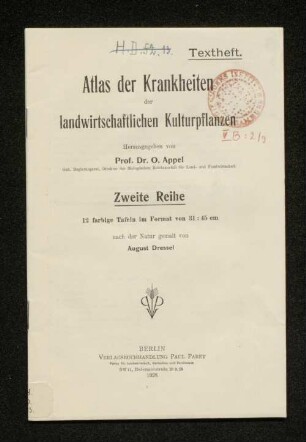 Textheft.
Atlas der Krankheiten
der
landwirtschaftlichen Kulturpflanzen
Herausgegeben von
Prof. Dr. O. Appel
Zweite Reihe
12 farbige Tafeln im Format von 31 : 45 cm
nach der Natur gemalt von
August Dressel
BERLIN
VERLAGSBUCHHANDLUNG PAUL PAREY